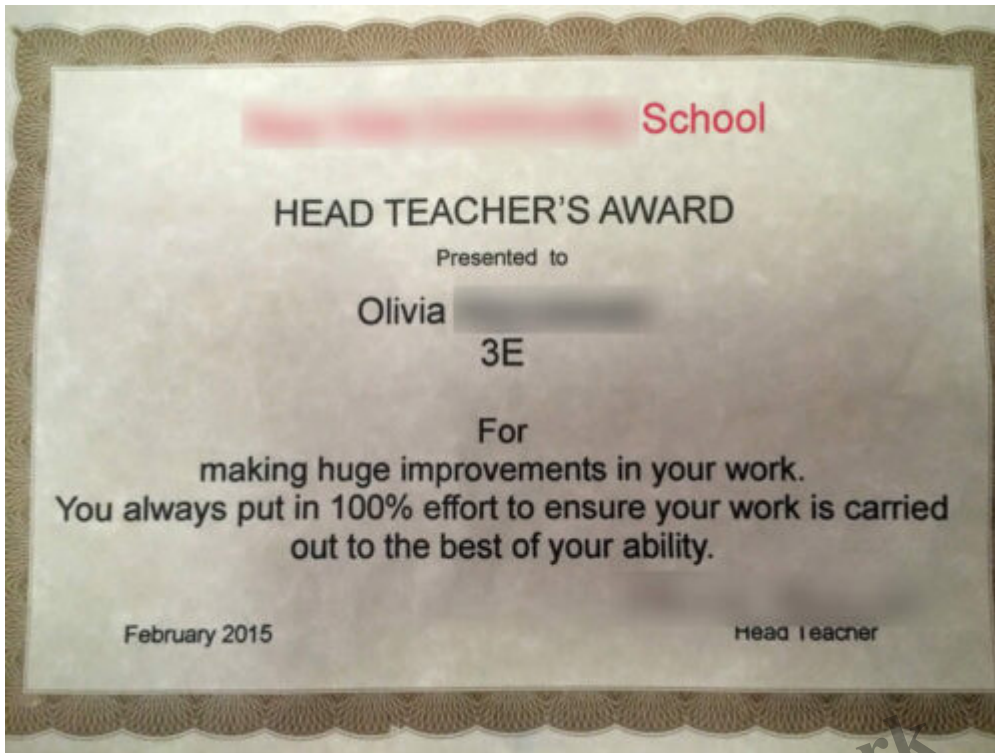 School
HEAD TEACHER'S AWARD
Presented to
Olivia
3E
For
making huge improvements in your work.
You always put in 100% effort to ensure your work is carried
out to the best of your ability.
February 2015
Head Teacher